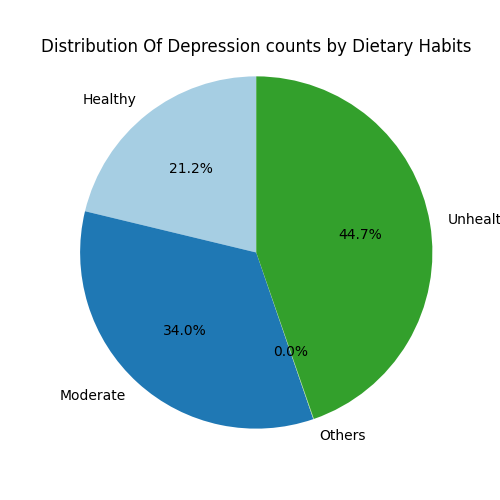 Distribution Of Depression counts by Dietary Habits
Healthy
21.2%
Unhealt
44.7%
34.0%
0.0%
Moderate
Others